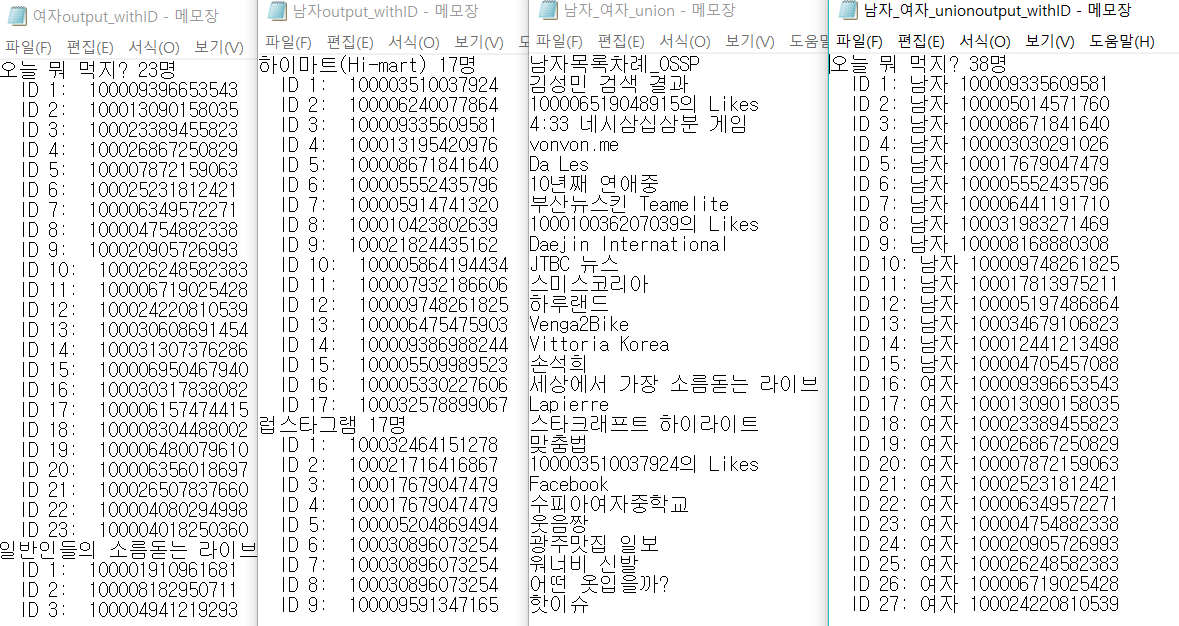 여자output_withID - 메모장
파일(F) 편집(E) 서식(O) 보기(V)
오늘 뭐 먹지? 23명
ID 1: 100009396653543
ID 2: 100013090158035
ID 3: 100023389455823
ID 4: 100026867250829
ID 5: 100007872159063
ID 6: 100025231812421
ID 7: 100006349572271
ID 8: 100004754882338
ID 9: 100020905726993
ID 10: 100026248582383
ID 11: 100006719025428
ID 12: 100024220810539
ID 13: 100030608691454
ID 14: 100031307376286
ID 15: 100006950467940
ID 16: 100030317838082
ID 17: 100006157474415
ID 18: 100008304488002
ID 19: 100006480079610
ID 20: 100006356018697
ID 21: 100026507837660
ID 22: 100004080294998
ID 23: 100004018250360
일반인들의 소름돋는 라이브
ID 1: 100001910961681
ID 2: 100008182950711
ID 3: 100004941219293
남자output_withID - 메모장
파일(F) 편집(E) 서식(O) 보기(V) 도
하이마트(Hi-mart) 17명
ID 1: 100003510037924
ID 2: 100006240077864
ID 3: 100009335609581
ID 4: 100013195420976
ID 5: 100008671841640
ID 6: 100005552435796
ID 7: 100005914741320
ID 8: 100010423802639
ID 9: 100021824435162
ID 10: 100005864194434
ID 11: 100007932186606
ID 12: 100009748261825
ID 13: 100006475475903
ID 14: 100009386988244
ID 15: 100005509989523
ID 16: 100005330227606
ID 17: 100032578899067
럽스타그램 17명
ID 1: 100032464151278
ID 2: 100021716416867
ID 3: 100017679047479
ID 4: 100017679047479
ID 5: 100005204869494
ID 6: 100030896073254
ID 7: 100030896073254
ID 8: 100030896073254
ID 9: 100009591347165
남자_여자_union - 메모장
파일(F) 편집(E) 서식(O) 보기(V) 도움말
남자목록차례_OSSP
김성민 검색 결과
100006519048915의 Likes
4:33 네시삼십삼분 게임
vonvon.me
Da Les
10년째 연애중
부산뉴스킨 Teamelite
100010036207039의 Likes
Daejin International
JTBC 뉴스
스미스코리아
하루랜드
Venga2Bike
Vittoria Korea
손석희
세상에서 가장 소름돋는 라이브
Lapierre
스타크래프트 하이라이트
맞춤법
100003510037924의 Likes
Facebook
수피아여자중학교
웃음짱
광주맛집 일보
워너비 신발
어떤 옷입을까?
핫이슈
남자_여자_unionoutput_withID - 메모장
파일(F) 편집(E) 서식(O) 보기(V) 도움말(H)
오늘 뭐 먹지? 38명
ID 1: 남자 100009335609581
ID 2: 남자 100005014571760
ID 3: 남자 100008671841640
ID 4: 남자 100003030291026
ID 5: 남자 100017679047479
ID 6: 남자 100005552435796
ID 7: 남자 100006441191710
ID 8: 남자 100031983271469
ID 9: 남자 100008168880308
ID 10: 남자 100009748261825
ID 11: 남자 100017813975211
ID 12: 남자 100005197486864
ID 13: 남자 100034679106823
ID 14: 남자 100012441213498
ID 15: 남자 100004705457088
ID 16: 여자 100009396653543
ID 17: 여자 100013090158035
ID 18: 여자 100023389455823
ID 19: 여자 100026867250829
ID 20: 여자 100007872159063
ID 21: 여자 100025231812421
ID 22: 여자 100006349572271
ID 23: 여자 100004754882338
ID 24: 여자 100020905726993
ID 25: 여자 100026248582383
ID 26: 여자 100006719025428
ID 27: 여자 100024220810539